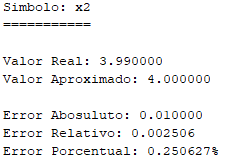 Simbolo: x2
===========
Valor Real: 3.990000
Valor Aproximado: 4.000000
Error Abosuluto: 0.010000
Error Relativo: 0.002506
Error Porcentual: 0.250627%